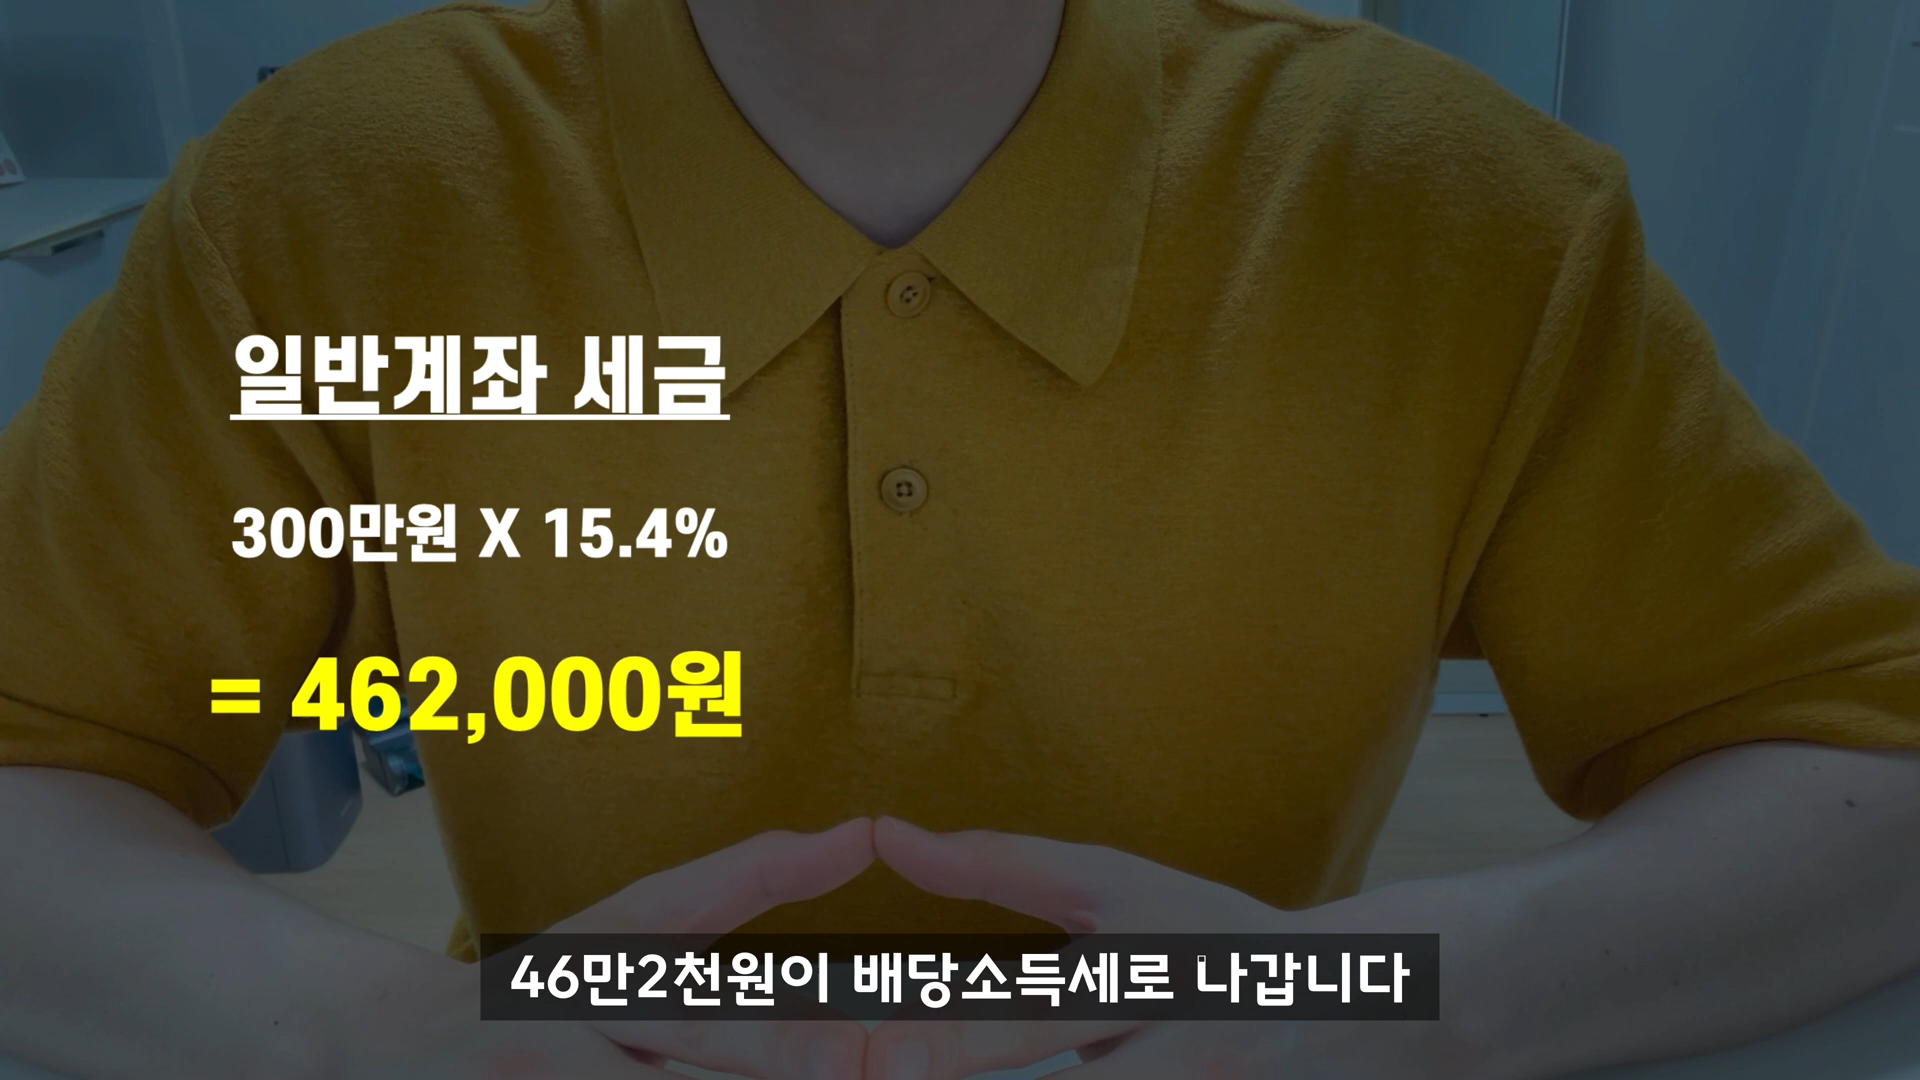 일반계좌 세금
300만원 X 15.4%
= 462,000원
46만2천원이 배당소득세로 나갑니다